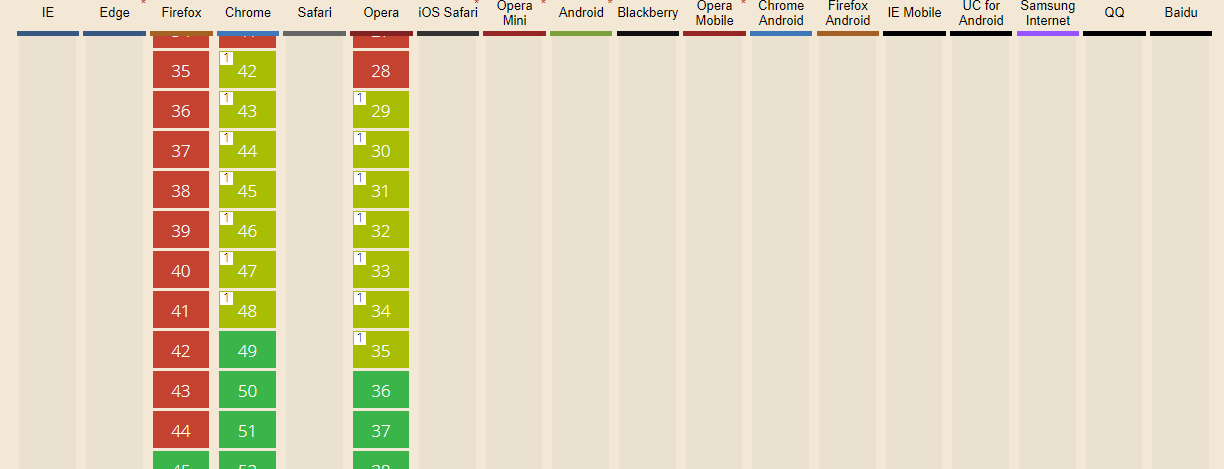 IE Edge * Firefox Chrome Safari Opera iOS Safari * Opera Mini * Android * Blackberry Opera Mobile * Chrome Android Firefox Android IE Mobile UC for Android Samsung Internet QQ Baidu
35 1 42 28
36 1 43 1 29
37 1 44 1 30
38 1 45 1 31
39 1 46 1 32
40 1 47 1 33
41 1 48 1 34
42 49 1 35
43 50 36
44 51 37